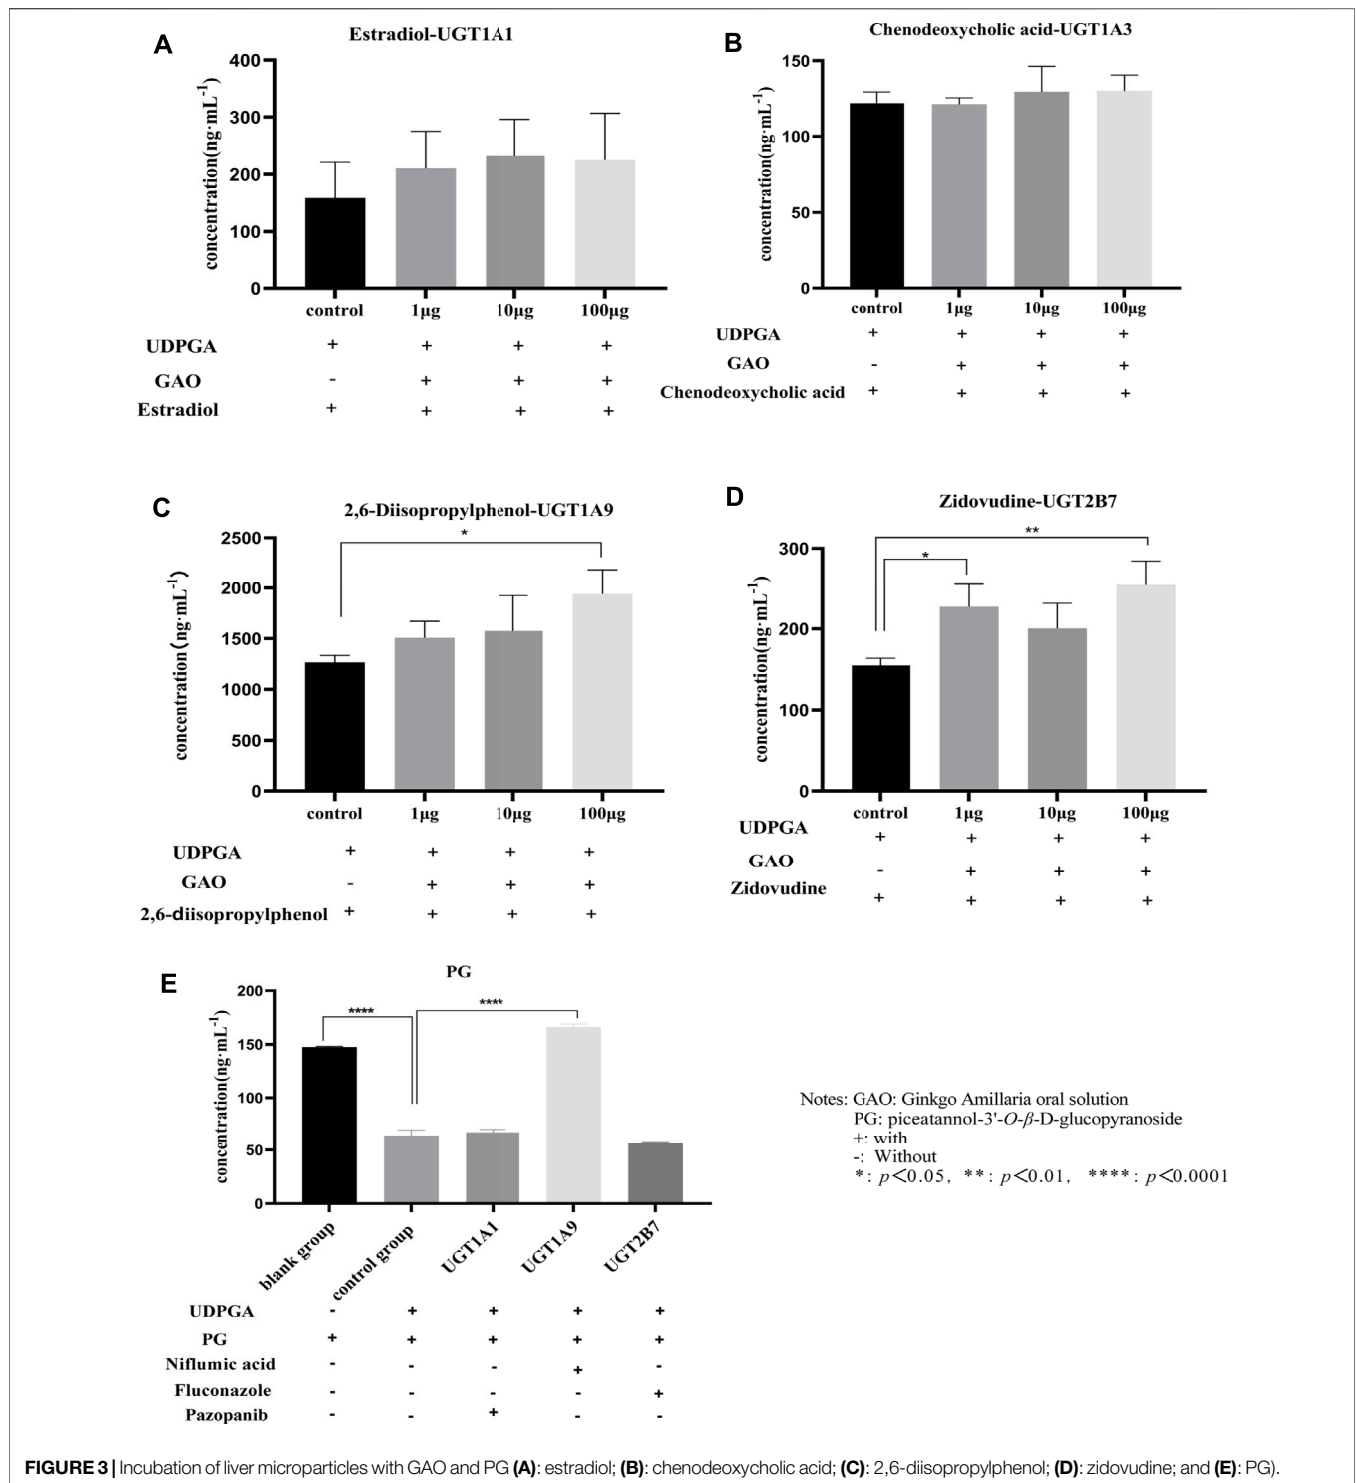 A
Estradiol-UGT1A1
concentration(ng·mL⁻¹)
400
300
200
100
0
control 1µg 10µg 100µg
UDPGA + + + +
GAO - + + +
Estradiol + + + +
B
Chenodeoxycholic acid-UGT1A3
concentration(ng·mL⁻¹)
150
100
50
0
control 1µg 10µg 100µg
UDPGA + + + +
GAO - + + +
Chenodeoxycholic acid + + + +
C
2,6-Diisopropylphenol-UGT1A9
*
concentration(ng·mL⁻¹)
2500
2000
1500
1000
500
0
control 1µg 10µg 100µg
UDPGA + + + +
GAO - + + +
2,6-diisopropylphenol + + + +
D
Zidovudine-UGT2B7
**
*
concentration(ng·mL⁻¹)
300
200
100
0
control 1µg 10µg 100µg
UDPGA + + + +
GAO - + + +
Zidovudine + + + +
E
PG
**** ****
concentration(ng·mL⁻¹)
200
150
100
50
0
blank group control group UGT1A1 UGT1A9 UGT2B7
UDPGA - + + + +
PG + + + + +
Niflumic acid - - - + -
Fluconazole - - - - +
Pazopanib - - + - -
Notes: GAO: Ginkgo Amillaria oral solution
PG: piceatannol-3'-O-β-D-glucopyranoside
+: with
-: Without
*: p<0.05, **: p<0.01, ****: p<0.0001
FIGURE 3 | Incubation of liver microparticles with GAO and PG (A): estradiol; (B): chenodeoxycholic acid; (C): 2,6-diisopropylphenol; (D): zidovudine; and (E): PG).